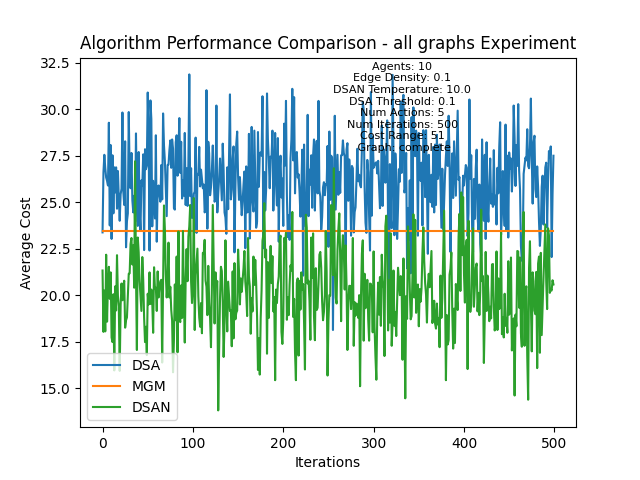 Algorithm Performance Comparison - all graphs Experiment
Agents: 10
Edge Density: 0.1
DSAN Temperature: 10.0
DSA Threshold: 0.1
Num Actions: 5
Num Iterations: 500
Cost Range: 51
Graph: complete
32.5
30.0
27.5
25.0
22.5
20.0
17.5
15.0
Average Cost
DSA
MGM
DSAN
0 100 200 300 400 500
Iterations